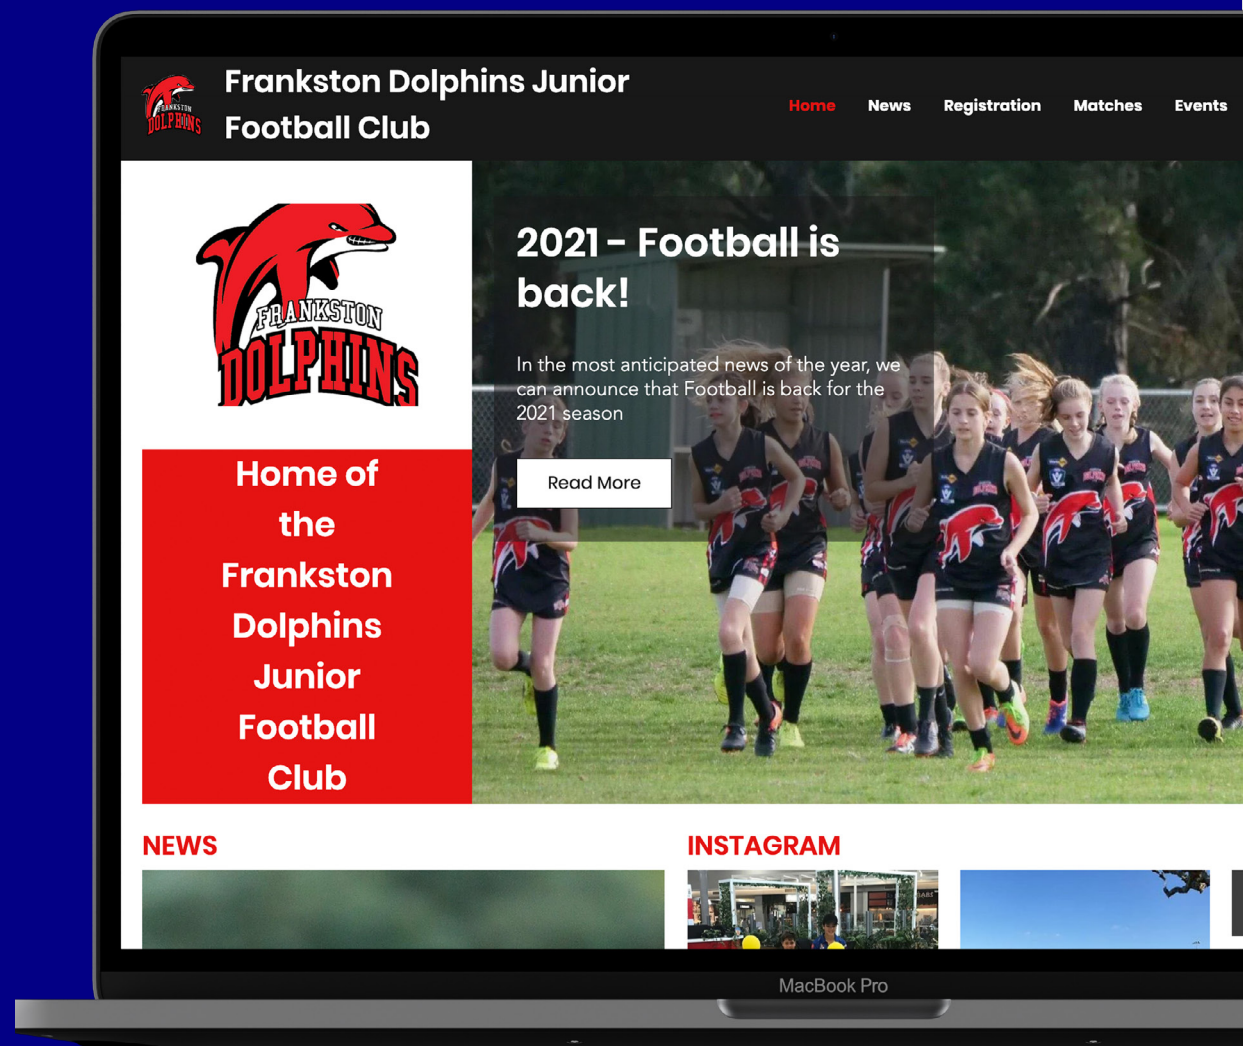 Frankston Dolphins Junior
Football Club
Home News Registration Matches Events
FRANKSTON
DOLPHINS
FRANKSTON
DOLPHINS
2021 - Football is
back!
In the most anticipated news of the year, we
can announce that Football is back for the
2021 season
Read More
Home of
the
Frankston
Dolphins
Junior
Football
Club
NEWS
INSTAGRAM
MacBook Pro